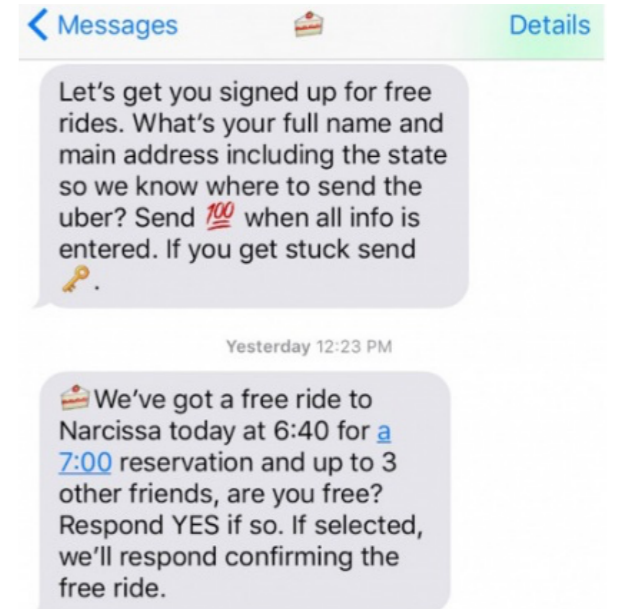 Messages 🍰 Details
Let's get you signed up for free
rides. What's your full name and
main address including the state
so we know where to send the
uber? Send 💯 when all info is
entered. If you get stuck send
🔑.
Yesterday 12:23 PM
🍰We've got a free ride to
Narcissa today at 6:40 for a
7:00 reservation and up to 3
other friends, are you free?
Respond YES if so. If selected,
we'll respond confirming the
free ride.